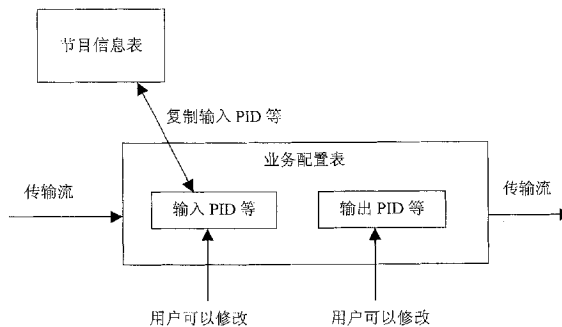 节目信息表
复制输入 PID 等
业务配置表
传输流
输入 PID 等
输出 PID 等
传输流
用户可以修改
用户可以修改